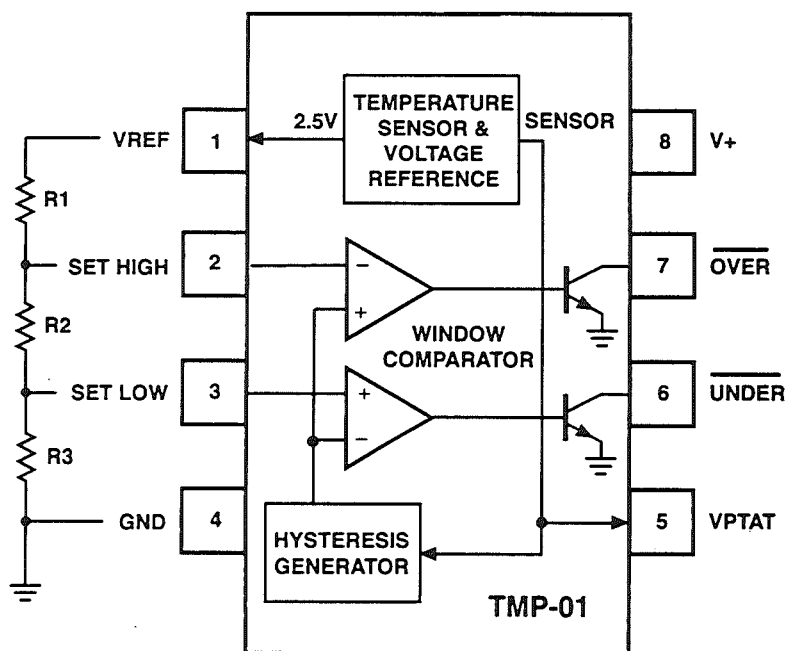 TEMPERATURE
SENSOR &
VOLTAGE
REFERENCE
2.5V
SENSOR
VREF
1
8
V+
R1
SET HIGH
2
−
+
7
OVER
R2
WINDOW
COMPARATOR
SET LOW
3
+
−
6
UNDER
R3
GND
4
HYSTERESIS
GENERATOR
5
VPTAT
TMP-01